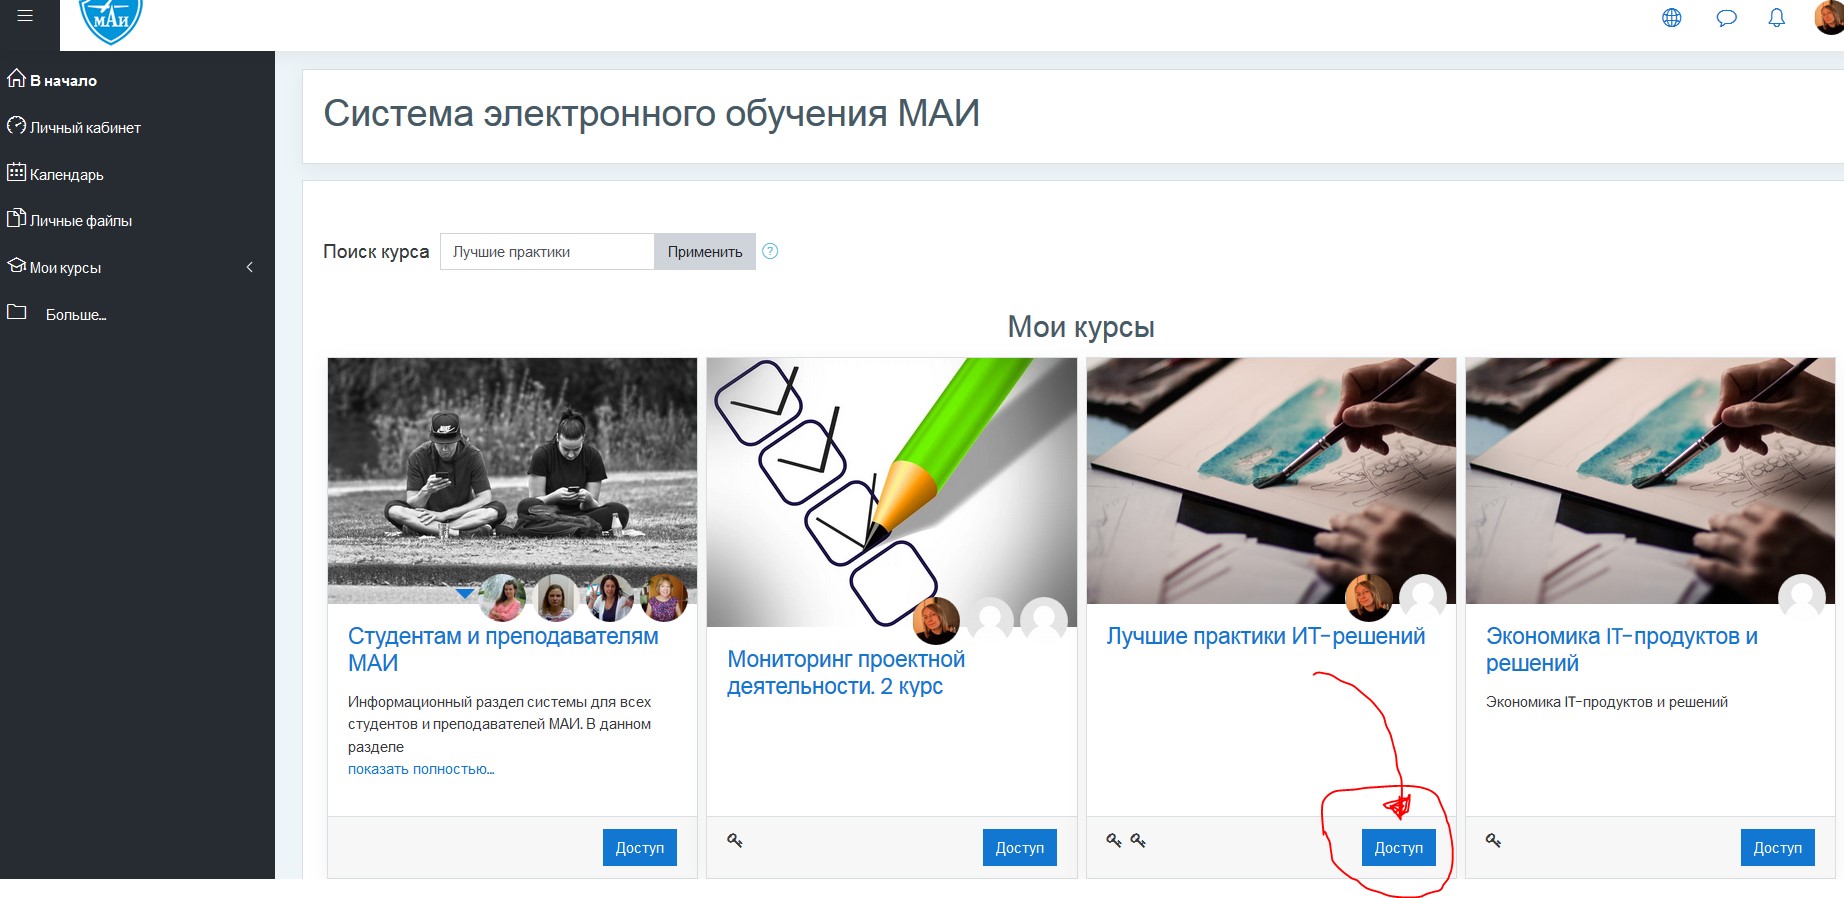 МАИ
В начало
Личный кабинет
Календарь
Личные файлы
Мои курсы
Больше...
Система электронного обучения МАИ
Поиск курса
Лучшие практики
Применить
?
Мои курсы
Студентам и преподавателям
МАИ
Информационный раздел системы для всех
студентов и преподавателей МАИ. В данном
разделе
показать полностью...
Доступ
Мониторинг проектной
деятельности. 2 курс
Доступ
Лучшие практики ИТ-решений
Доступ
Экономика IT-продуктов и
решений
Экономика IT-продуктов и решений
Доступ